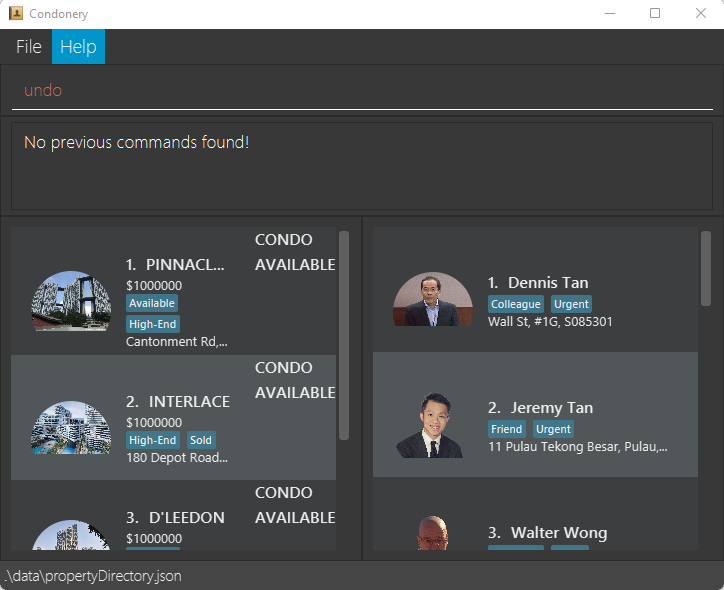 Condonery
File Help
undo
No previous commands found!
CONDO
1. PINNACL... AVAILABLE
$1000000
Available
High-End
Cantonment Rd,...
CONDO
AVAILABLE
2. INTERLACE
$1000000
High-End Sold
180 Depot Road...
CONDO
3. D'LEEDON AVAILABLE
$1000000
1. Dennis Tan
Colleague Urgent
Wall St, #1G, S085301
2. Jeremy Tan
Friend Urgent
11 Pulau Tekong Besar, Pulau,...
3. Walter Wong
.\data\propertyDirectory.json